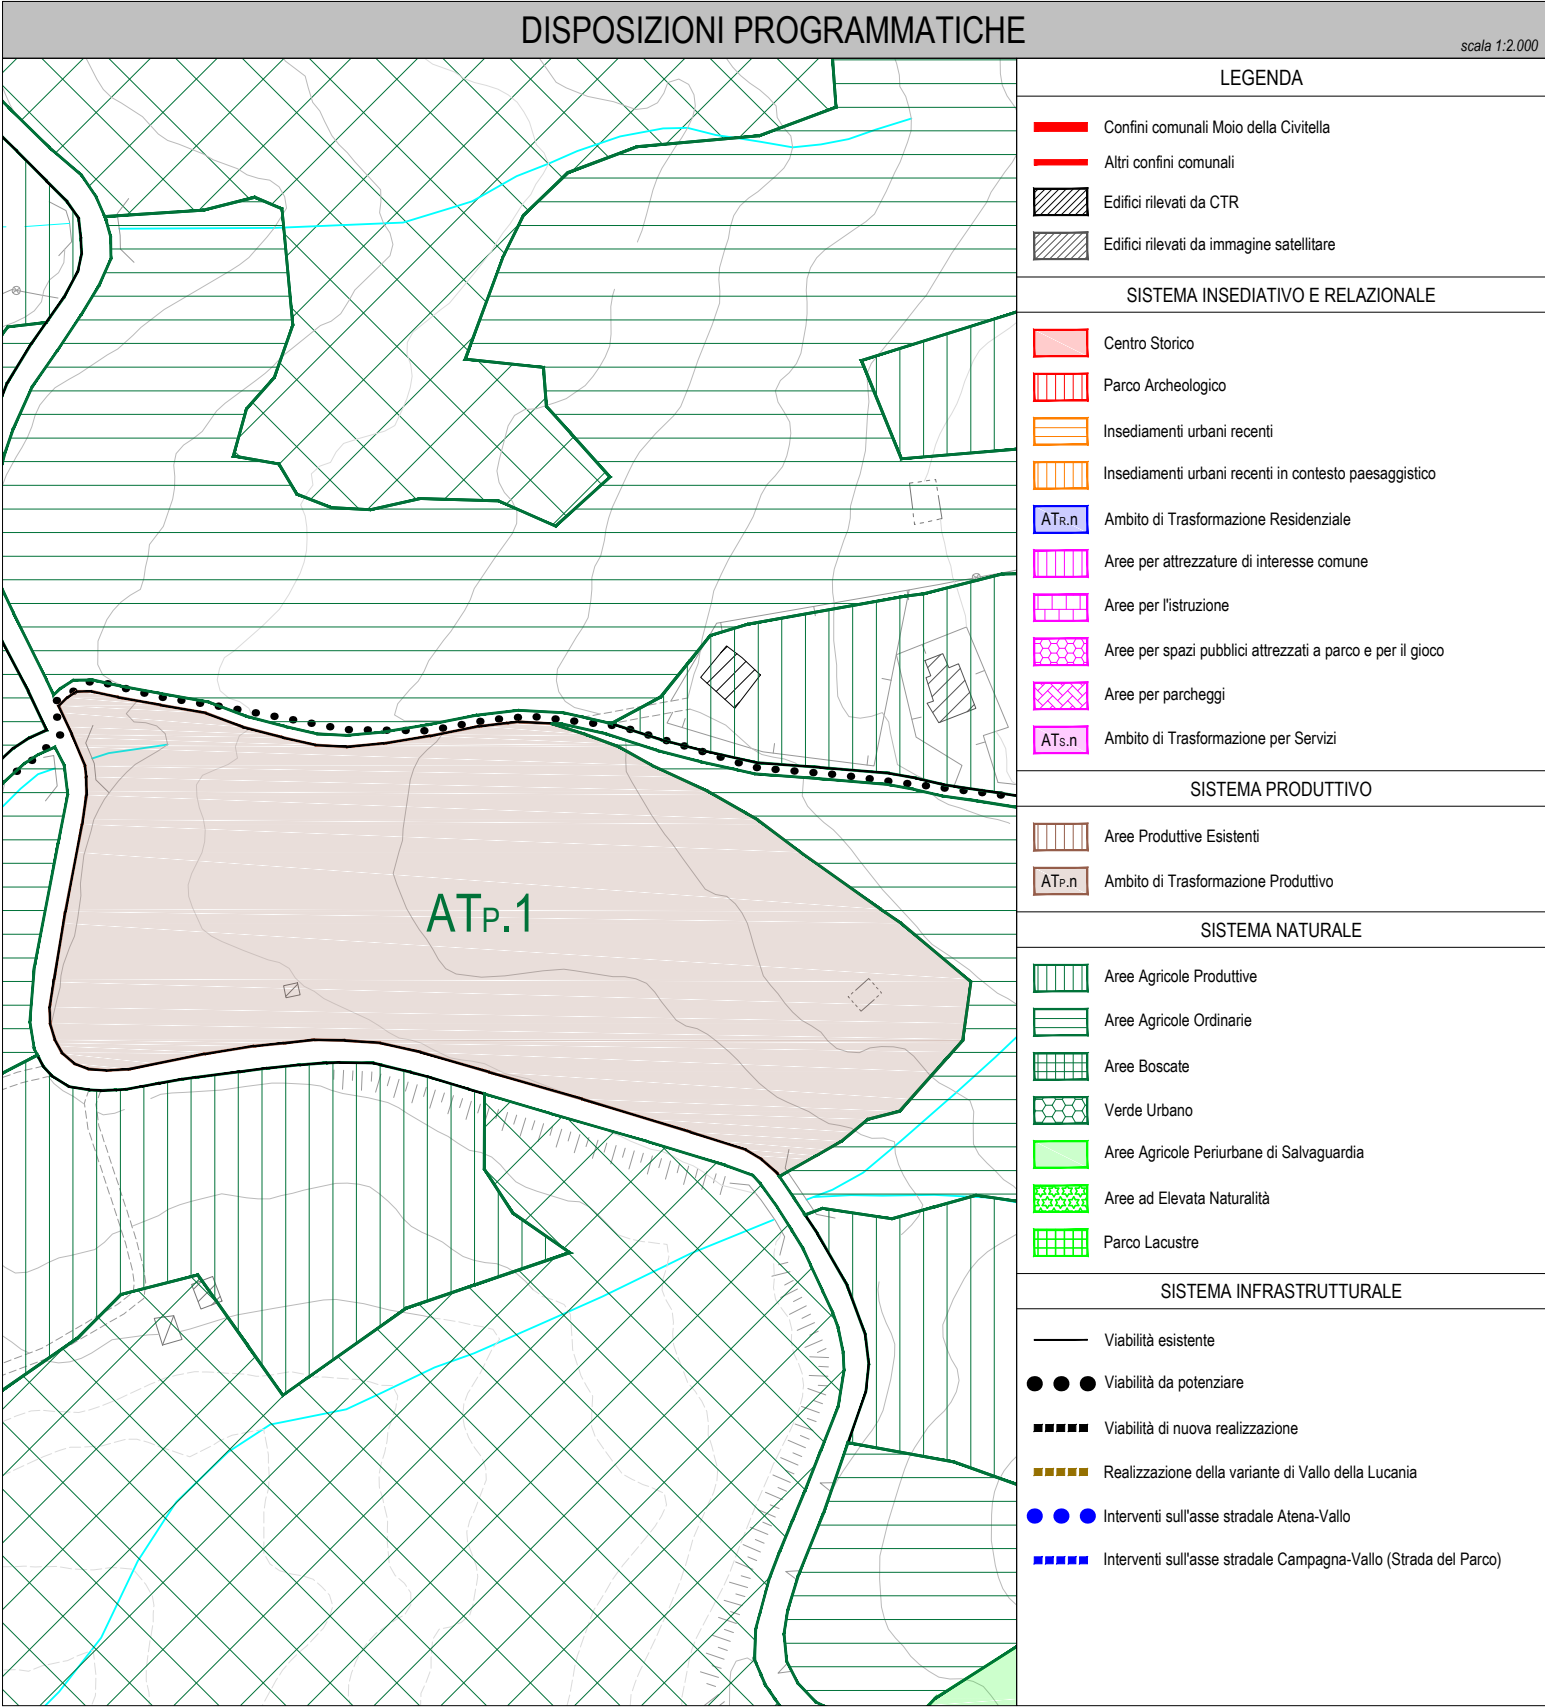 DISPOSIZIONI PROGRAMMATICHE
scala 1:2.000
ATP.1
LEGENDA
Confini comunali Moio della Civitella
Altri confini comunali
Edifici rilevati da CTR
Edifici rilevati da immagine satellitare
SISTEMA INSEDIATIVO E RELAZIONALE
Centro Storico
Parco Archeologico
Insediamenti urbani recenti
Insediamenti urbani recenti in contesto paesaggistico
ATR.n Ambito di Trasformazione Residenziale
Aree per attrezzature di interesse comune
Aree per l'istruzione
Aree per spazi pubblici attrezzati a parco e per il gioco
Aree per parcheggi
ATS.n Ambito di Trasformazione per Servizi
SISTEMA PRODUTTIVO
Aree Produttive Esistenti
ATP.n Ambito di Trasformazione Produttivo
SISTEMA NATURALE
Aree Agricole Produttive
Aree Agricole Ordinarie
Aree Boscate
Verde Urbano
Aree Agricole Periurbane di Salvaguardia
Aree ad Elevata Naturalità
Parco Lacustre
SISTEMA INFRASTRUTTURALE
Viabilità esistente
Viabilità da potenziare
Viabilità di nuova realizzazione
Realizzazione della variante di Vallo della Lucania
Interventi sull'asse stradale Atena-Vallo
Interventi sull'asse stradale Campagna-Vallo (Strada del Parco)